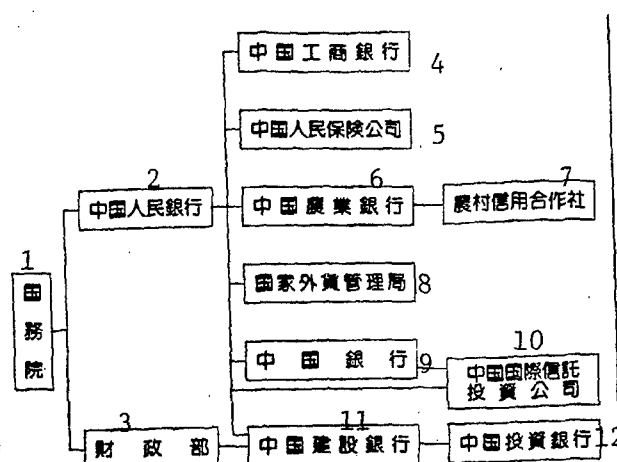 中国工商銀行 4
中国人民保険公司 5
2 6 7
中国人民銀行 中国農業銀行 農村信用合作社
1
国務院
国家外貨管理局 8
10
中国銀行 9 中国国際信託
投資公司
3 11
財政部 中国建設銀行 中国投資銀行 12